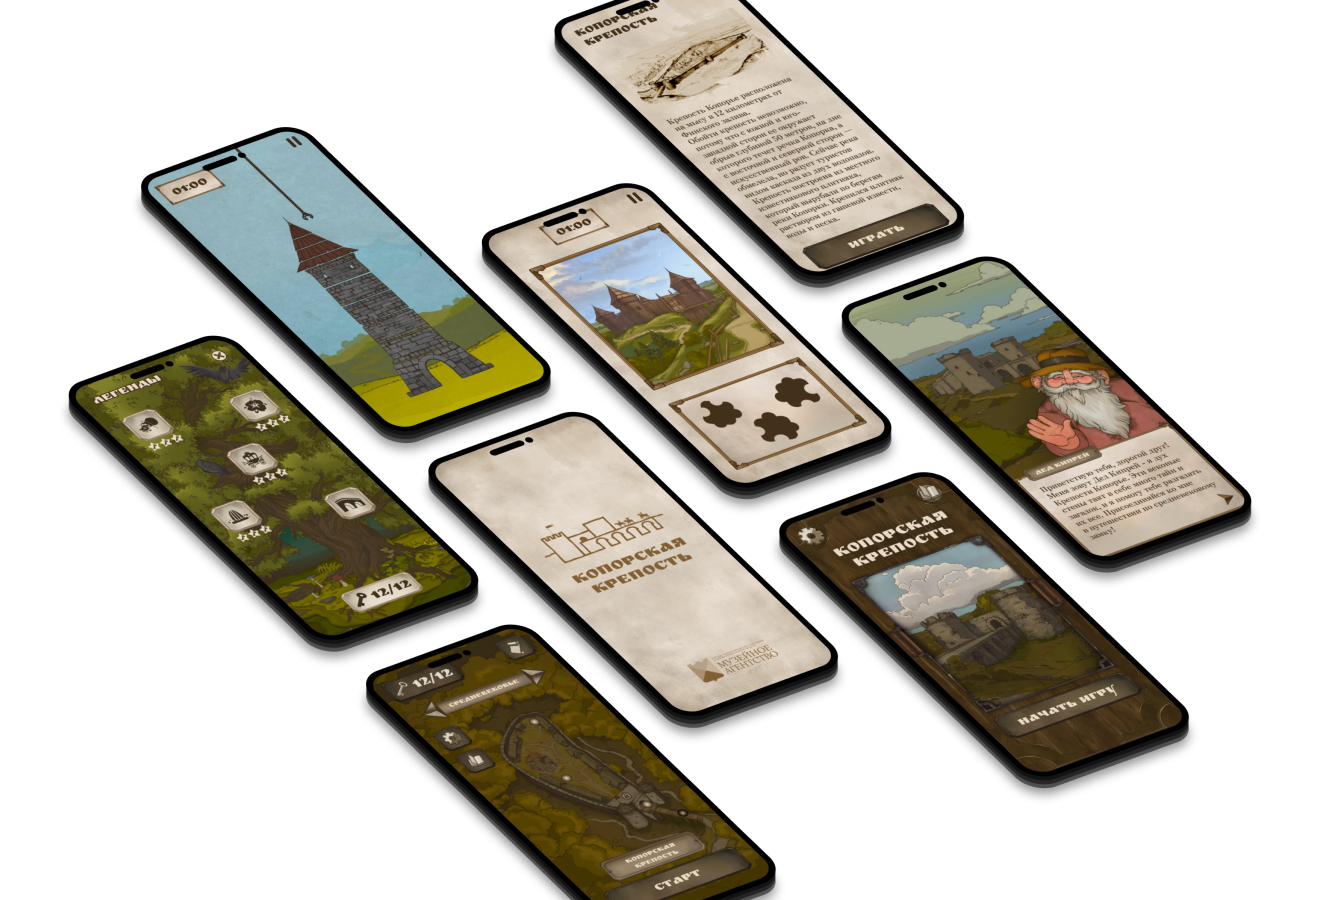 КОПОРСКАЯ
КРЕПОСТЬ
Крепость Копорье расположена
на мысу в 12 километрах от
Финского залива.
Обойти крепость невозможно,
потому что с южной и юго-
западной сторон ее окружает
обрыв глубиной 50 метров, на дне
которого течет речка Копорка, а
с восточной и северной сторон —
искусственный ров. Сейчас река
обмелела, но радует туристов
видом каскада из двух водопадов.
Крепость построена из местного
известнякового плитняка,
который вырубали по берегам
реки Копорки. Крепился плитняк
раствором из гашеной извести,
воды и песка.
ИГРАТЬ
01:00
01:00
ДЕД КИПРЕЙ
Приветствую тебя, дорогой друг!
Меня зовут Дед Кипрей - я дух
Крепости Копорье. Эти вековые
стены таят в себе много тайн и
загадок, и я помогу тебе разгадать
их все. Присоединяйся ко мне
в путешествии по средневековому
замку!
ЛЕГЕНДЫ
12/12
КОПОРСКАЯ
КРЕПОСТЬ
МУЗЕЙНОЕ
АГЕНТСТВО
КОПОРСКАЯ
КРЕПОСТЬ
НАЧАТЬ ИГРУ
12/12
СРЕДНЕВЕКОВЬЕ
КОПОРСКАЯ
КРЕПОСТЬ
СТАРТ